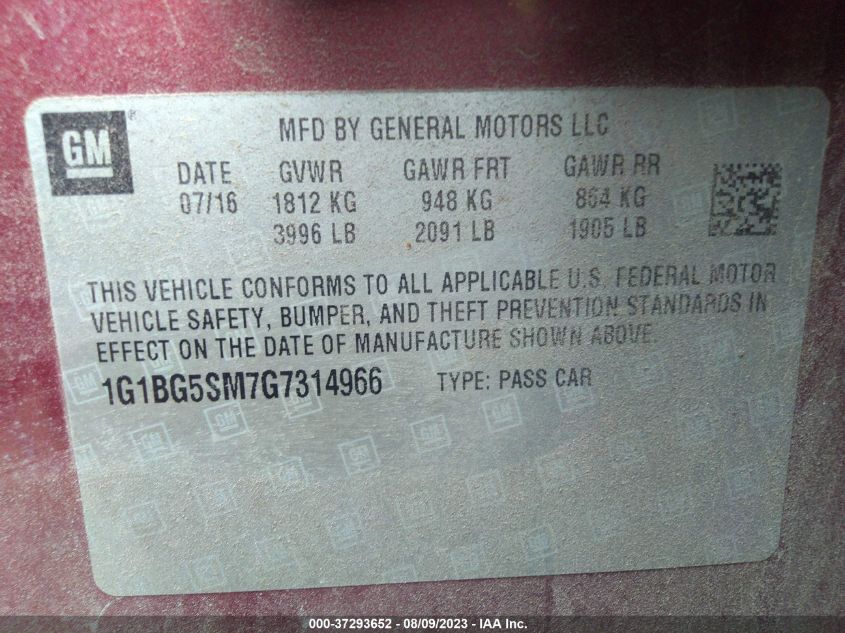 GM
MFD BY GENERAL MOTORS LLC
DATE GVWR GAWR FRT GAWR RR
07/16 1812 KG 948 KG 864 KG
3996 LB 2091 LB 1905 LB
THIS VEHICLE CONFORMS TO ALL APPLICABLE U.S. FEDERAL MOTOR
VEHICLE SAFETY, BUMPER, AND THEFT PREVENTION STANDARDS IN
EFFECT ON THE DATE OF MANUFACTURE SHOWN ABOVE.
1G1BG5SM7G7314966 TYPE: PASS CAR
000-37293652 - 08/09/2023 - IAA Inc.